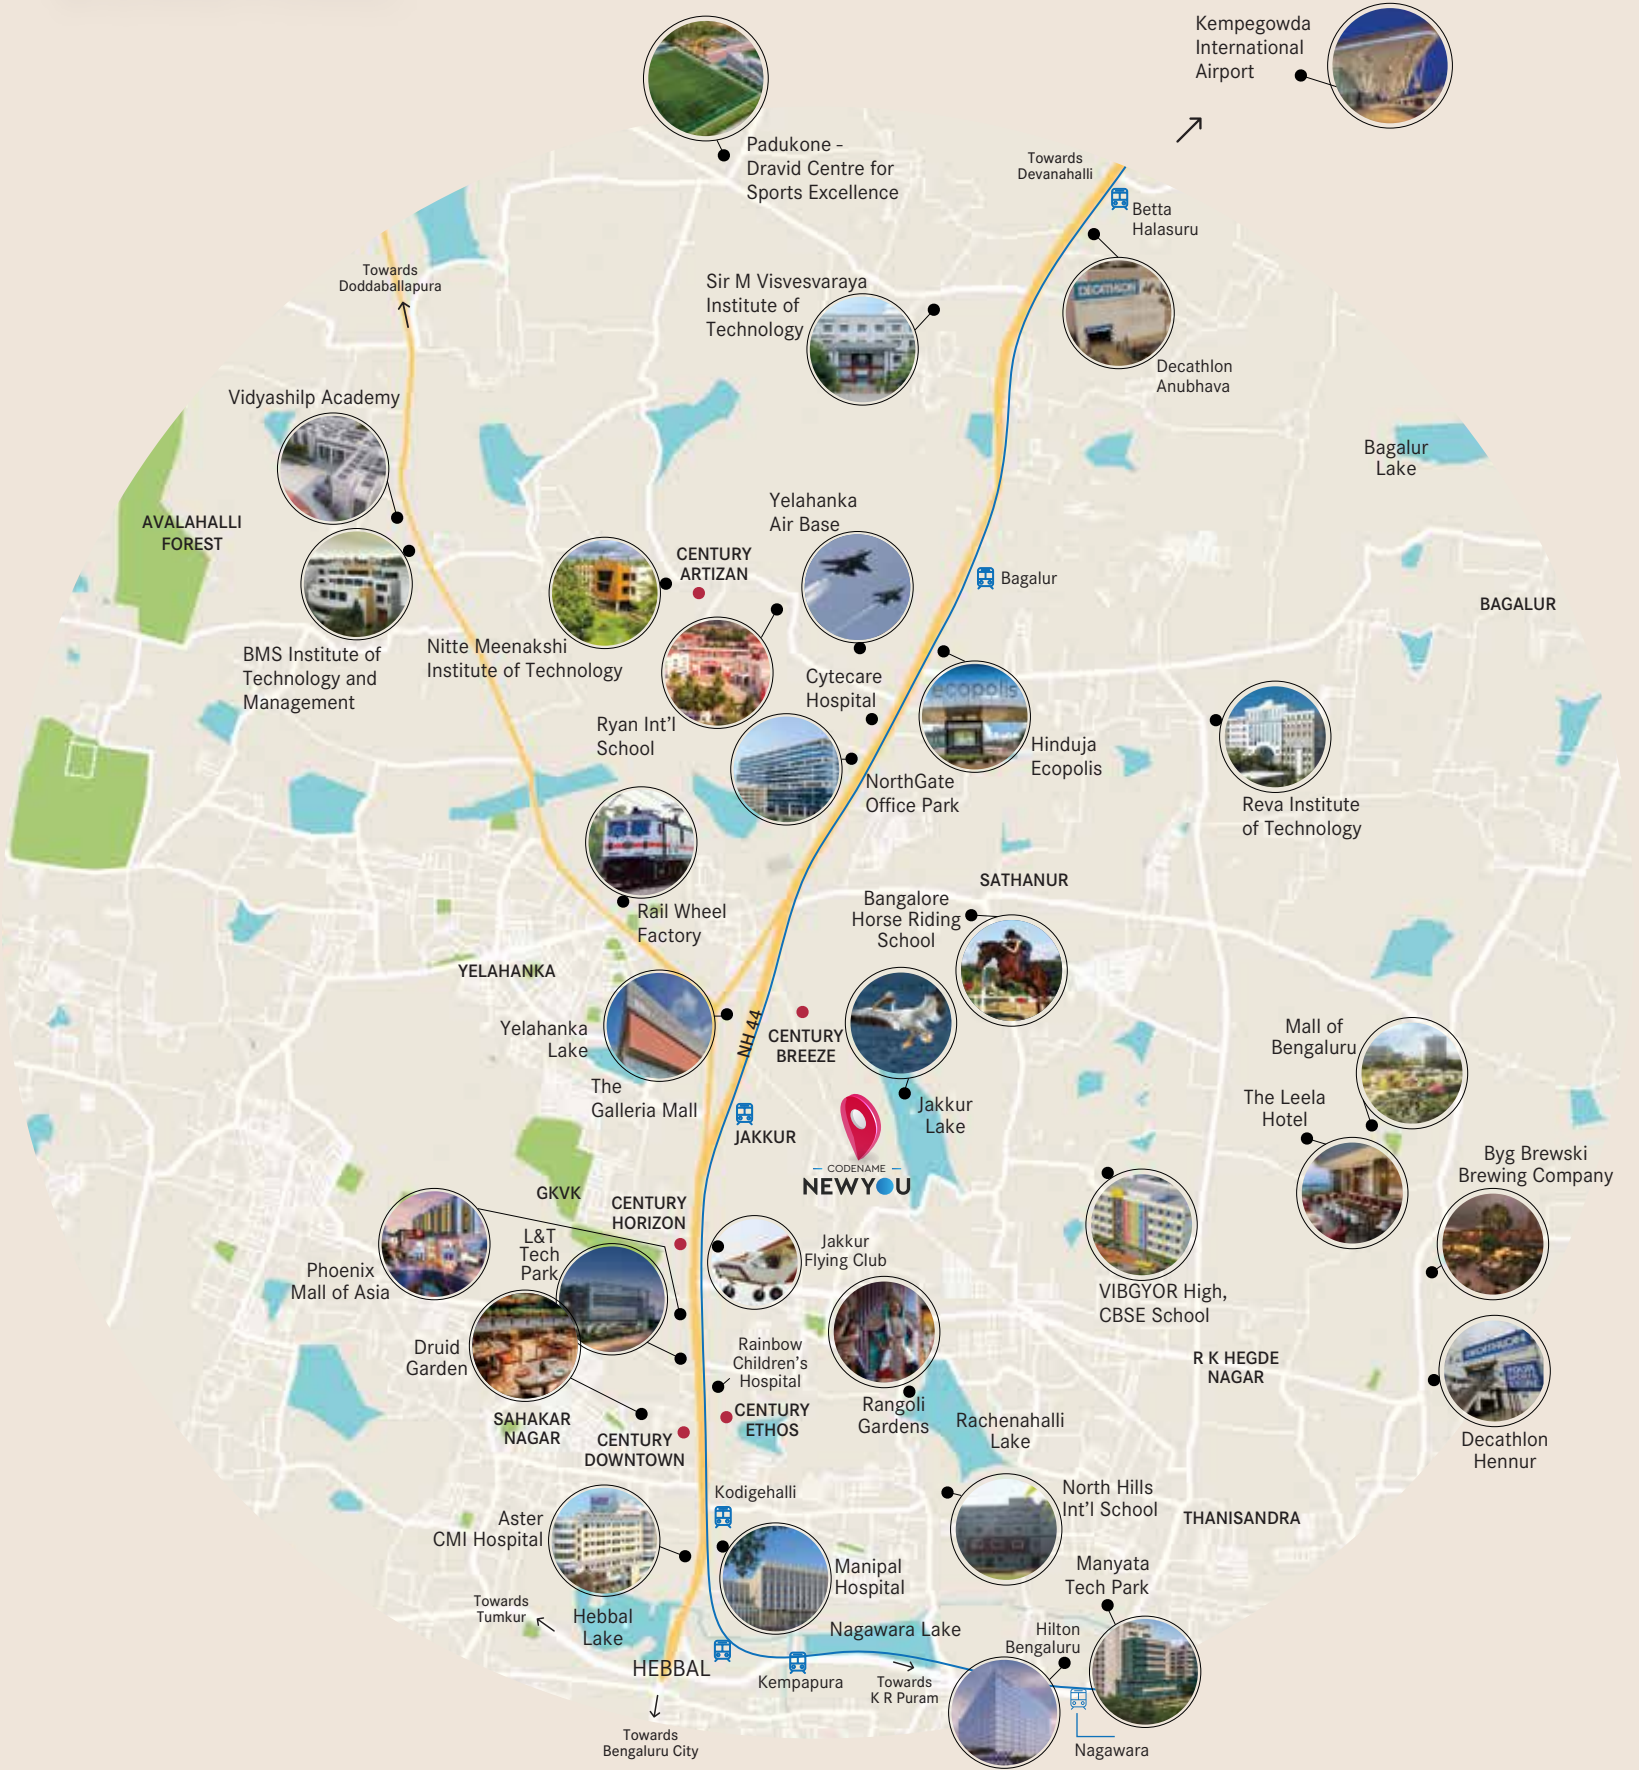 Kempegowda
International
Airport
Padukone -
Dravid Centre for
Sports Excellence
Towards
Devanahalli
Betta
Halasuru
Towards
Doddaballapura
Sir M Visvesvaraya
Institute of
Technology
DECATHLON
Decathlon
Anubhava
Vidyashilp Academy
Bagalur
Lake
AVALAHALLI
FOREST
Yelahanka
Air Base
CENTURY
ARTIZAN
Bagalur
BAGALUR
BMS Institute of
Technology and
Management
Nitte Meenakshi
Institute of Technology
Cytecare
Hospital
ecopolis
Ryan Int'l
School
Hinduja
Ecopolis
NorthGate
Office Park
Reva Institute
of Technology
SATHANUR
Bangalore
Horse Riding
School
Rail Wheel
Factory
YELAHANKA
Yelahanka
Lake
NH 44
CENTURY
BREEZE
Mall of
Bengaluru
The
Galleria Mall
The Leela
Hotel
Jakkur
Lake
JAKKUR
CODENAME
NEWYOU
Byg Brewski
Brewing Company
GKVK
CENTURY
HORIZON
L&T
Tech
Park
Jakkur
Flying Club
Phoenix
Mall of Asia
VIBGYOR High,
CBSE School
Druid
Garden
Rainbow
Children's
Hospital
R K HEGDE
NAGAR
DECATHLON
Rangoli
Gardens
SAHAKAR
NAGAR
CENTURY
ETHOS
CENTURY
DOWNTOWN
Rachenahalli
Lake
Decathlon
Hennur
Kodigehalli
North Hills
Int'l School
Aster
CMI Hospital
THANISANDRA
Manipal
Hospital
Manyata
Tech Park
Towards
Tumkur
Hebbal
Lake
Nagawara Lake
Hilton
Bengaluru
HEBBAL
Kempapura
Towards
K R Puram
Towards
Bengaluru City
Nagawara